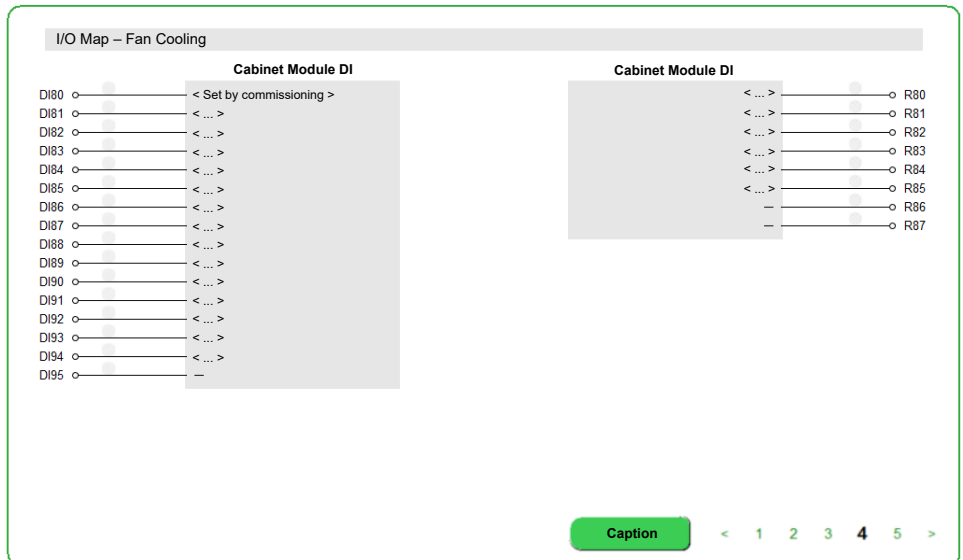 I/O Map – Fan Cooling
Cabinet Module DI
DI80 < Set by commissioning >
DI81 < ... >
DI82 < ... >
DI83 < ... >
DI84 < ... >
DI85 < ... >
DI86 < ... >
DI87 < ... >
DI88 < ... >
DI89 < ... >
DI90 < ... >
DI91 < ... >
DI92 < ... >
DI93 < ... >
DI94 < ... >
DI95 –
Cabinet Module DI
< ... > R80
< ... > R81
< ... > R82
< ... > R83
< ... > R84
< ... > R85
– R86
– R87
Caption < 1 2 3 4 5 >